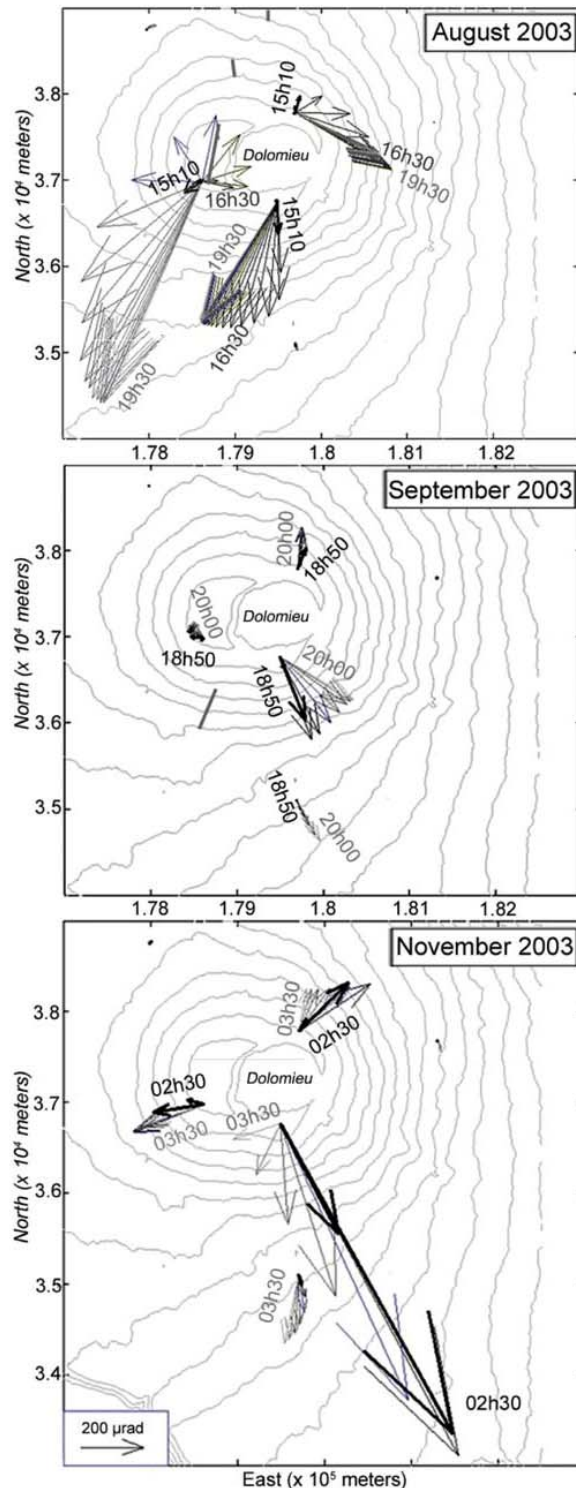 August 2003
3.8
3.7
3.6
3.5
North (x 10⁴ meters)
15h10
16h30
19h30
Dolomieu
15h10
16h30
15h10
19h30
16h30
19h30
1.78
1.79
1.8
1.81
1.82
September 2003
3.8
3.7
3.6
3.5
North (x 10⁴ meters)
20h00
18h50
20h00
Dolomieu
18h50
20h00
18h50
18h50
20h00
1.78
1.79
1.8
1.81
1.82
November 2003
3.8
3.7
3.6
3.5
3.4
North (x 10⁴ meters)
03h30
02h30
02h30
Dolomieu
03h30
03h30
03h30
02h30
200 µrad
East (x 10⁵ meters)